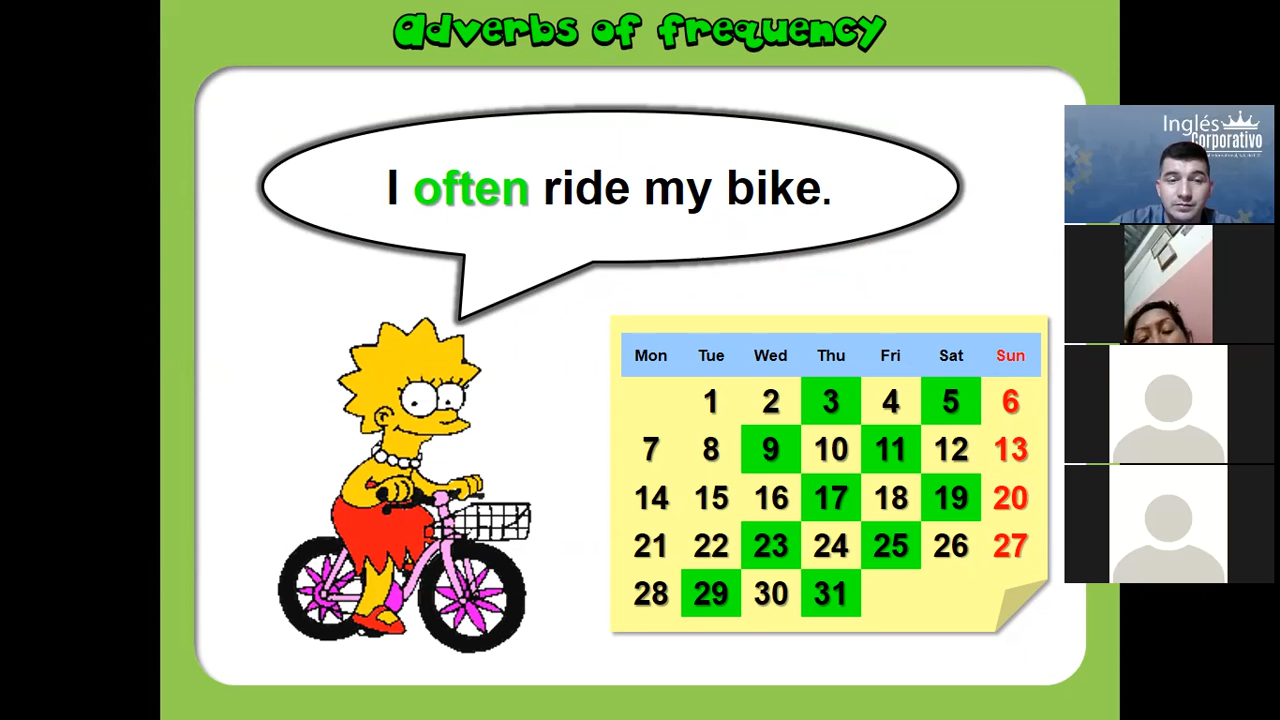 Adverbs of frequency
I often ride my bike.
Mon Tue Wed Thu Fri Sat Sun
1 2 3 4 5 6
7 8 9 10 11 12 13
14 15 16 17 18 19 20
21 22 23 24 25 26 27
28 29 30 31
Inglés
Corporativo